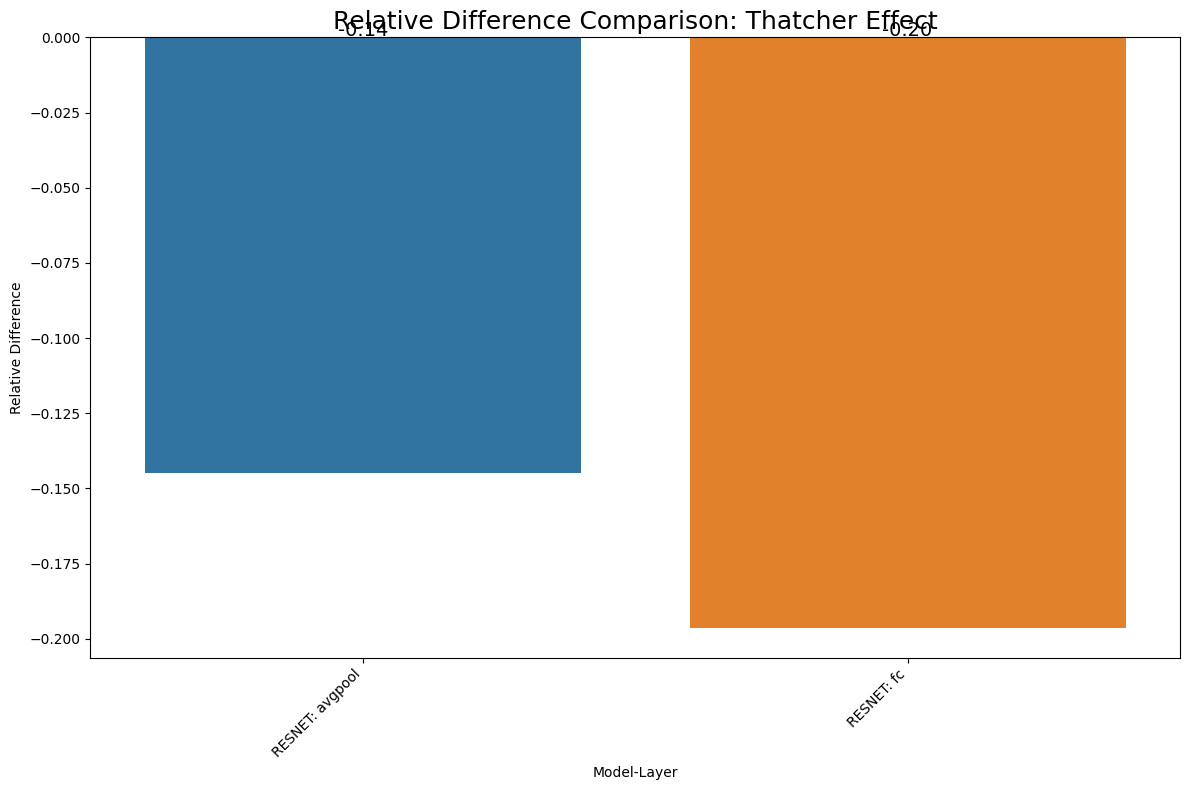 Relative Difference Comparison: Thatcher Effect
-0.14
-0.20
0.000
−0.025
−0.050
−0.075
−0.100
−0.125
−0.150
−0.175
−0.200
Relative Difference
RESNET: avgpool
RESNET: fc
Model-Layer